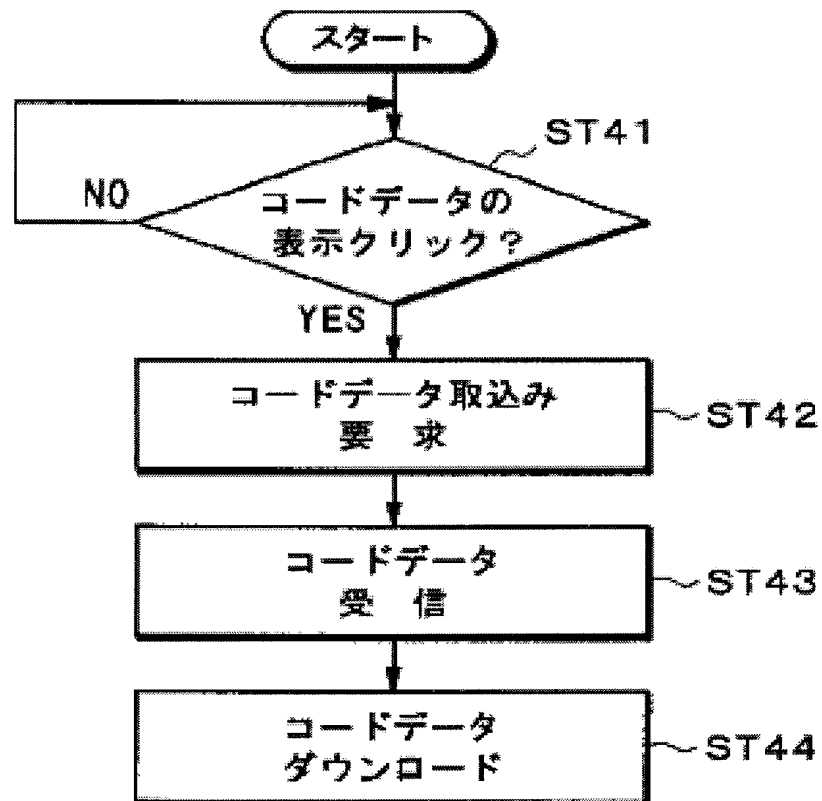 スタート
ST41
NO
コードデータの
表示クリック?
YES
コードデータ取込み
要 求
ST42
コードデータ
受 信
ST43
コードデータ
ダウンロード
ST44